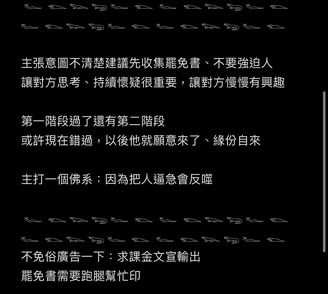 主張意圖不清楚建議先收集罷免書、不要強迫人
讓對方思考、持續懷疑很重要，讓對方慢慢有興趣
第一階段過了還有第二階段
或許現在錯過，以後他就願意來了、緣份自來
主打一個佛系：因為把人逼急會反噬
不免俗廣告一下：求課金文宣輸出
罷免書需要跑腿幫忙印